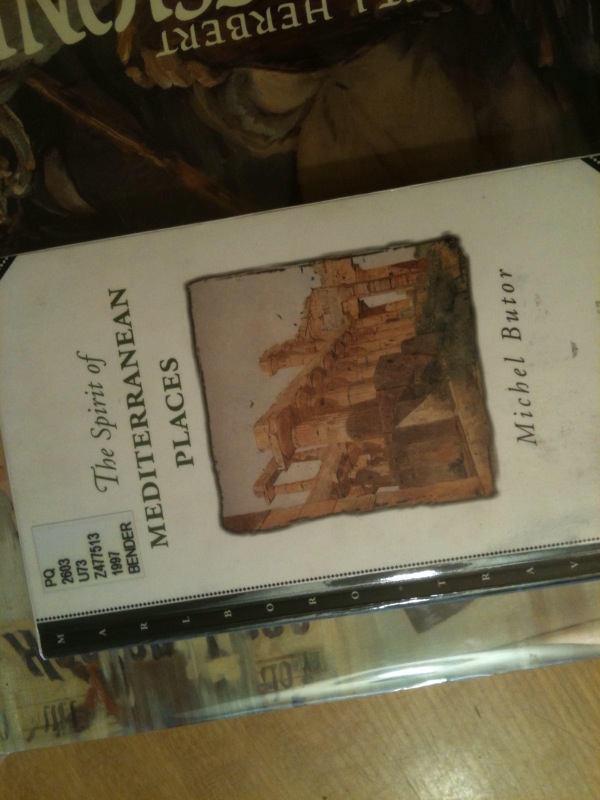 HERBERT
The Spirit of
MEDITERRANEAN
PLACES
Michel Butor
PQ
2603
U73
Z477513
1997
BENDER
MARLBORO TRAV